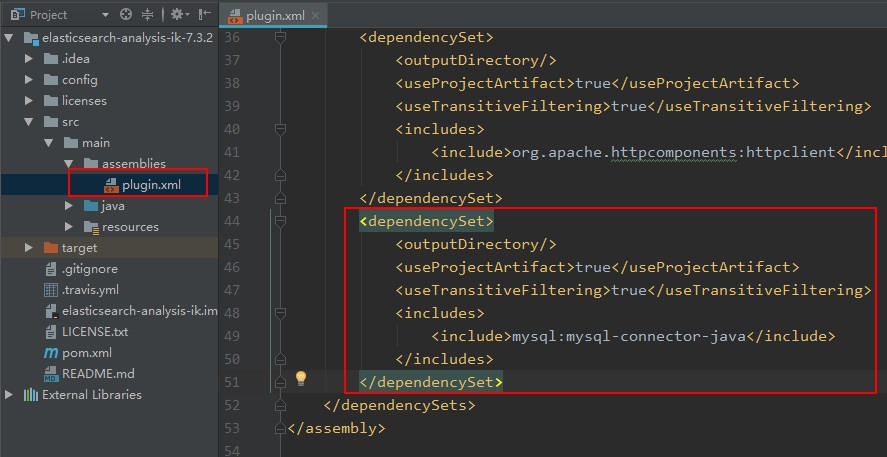 Project
elasticsearch-analysis-ik-7.3.2
.idea
config
licenses
src
main
assemblies
plugin.xml
java
resources
target
.gitignore
.travis.yml
elasticsearch-analysis-ik.im
LICENSE.txt
pom.xml
README.md
External Libraries
plugin.xml
36 <dependencySet>
37 <outputDirectory/>
38 <useProjectArtifact>true</useProjectArtifact>
39 <useTransitiveFiltering>true</useTransitiveFiltering>
40 <includes>
41 <include>org.apache.httpcomponents:httpclient</inc
42 </includes>
43 </dependencySet>
44 <dependencySet>
45 <outputDirectory/>
46 <useProjectArtifact>true</useProjectArtifact>
47 <useTransitiveFiltering>true</useTransitiveFiltering>
48 <includes>
49 <include>mysql:mysql-connector-java</include>
50 </includes>
51 </dependencySet>
52 </dependencySets>
53 </assembly>
54